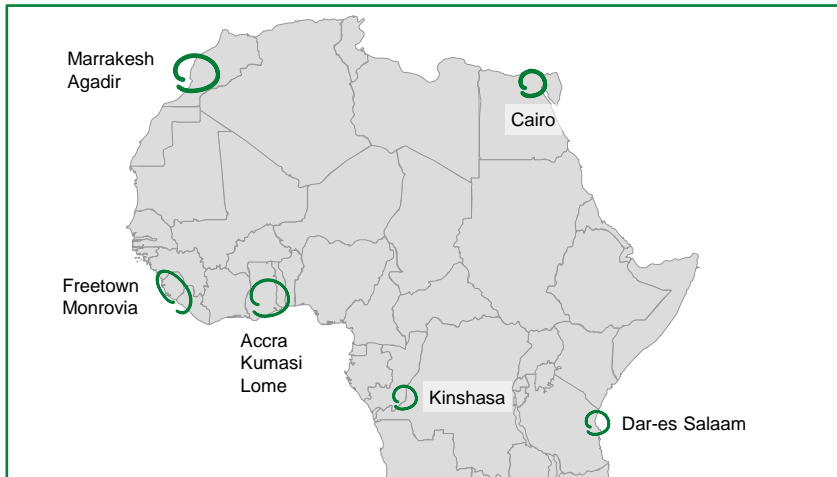 Marrakesh
Agadir
Cairo
Freetown
Monrovia
Accra
Kumasi
Lome
Kinshasa
Dar-es Salaam